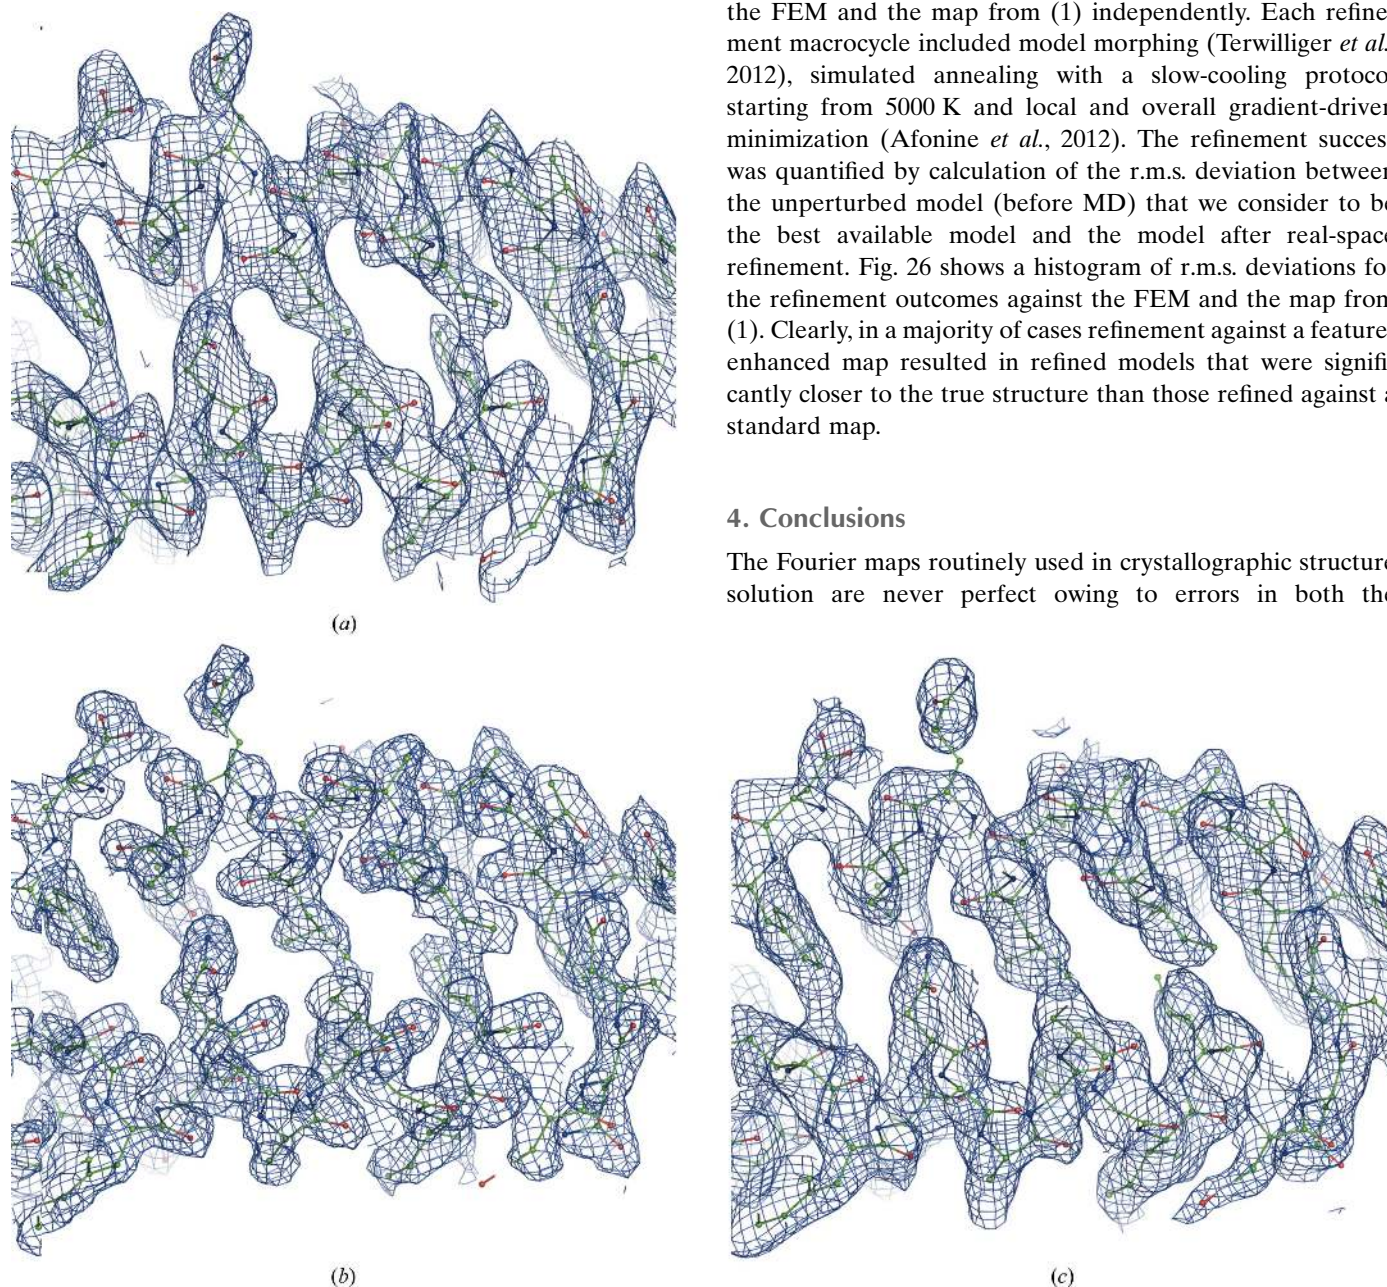 the FEM and the map from (1) independently. Each refine
ment macrocycle included model morphing (Terwilliger et al.
2012), simulated annealing with a slow-cooling protoco
starting from 5000 K and local and overall gradient-driven
minimization (Afonine et al., 2012). The refinement success
was quantified by calculation of the r.m.s. deviation between
the unperturbed model (before MD) that we consider to be
the best available model and the model after real-space
refinement. Fig. 26 shows a histogram of r.m.s. deviations fo
the refinement outcomes against the FEM and the map from
(1). Clearly, in a majority of cases refinement against a feature
enhanced map resulted in refined models that were signifi
cantly closer to the true structure than those refined against a
standard map.
4. Conclusions
The Fourier maps routinely used in crystallographic structure
solution are never perfect owing to errors in both the
(a)
(b)
(c)